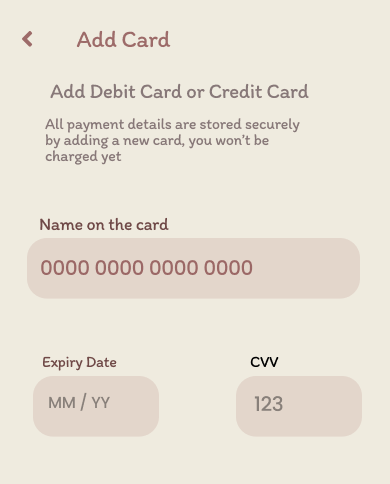 Add Card
Add Debit Card or Credit Card
All payment details are stored securely
by adding a new card, you won't be
charged yet
Name on the card
0000 0000 0000 0000
Expiry Date
CVV
MM / YY
123